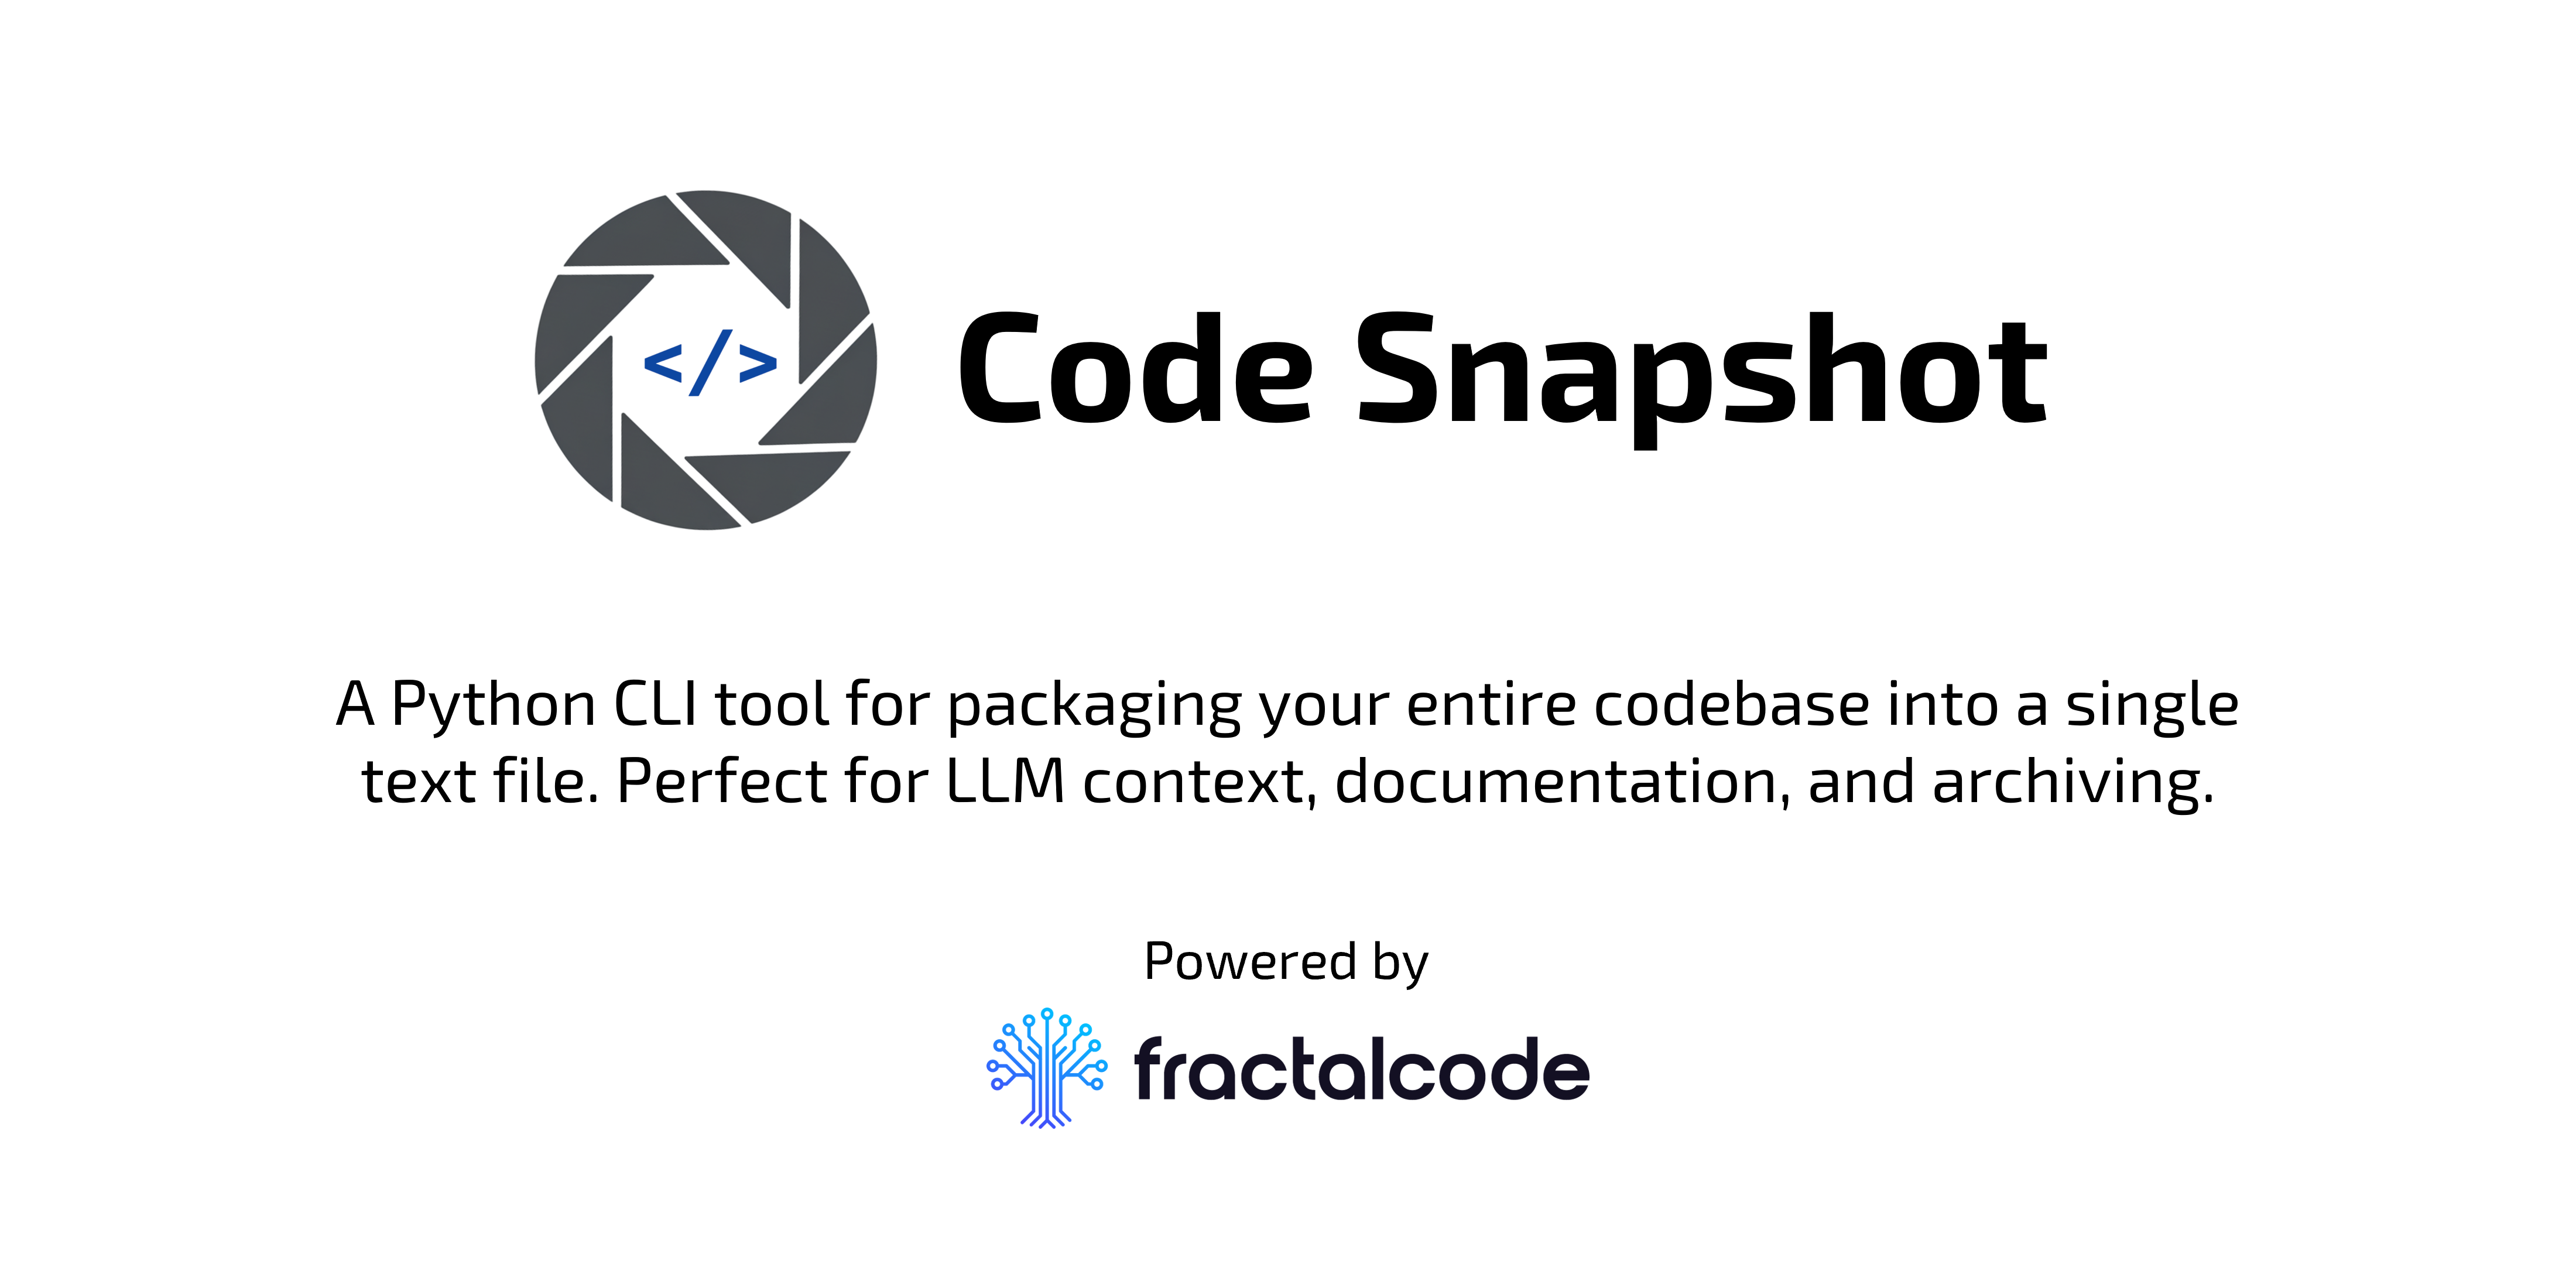 </>
Code Snapshot
A Python CLI tool for packaging your entire codebase into a single
text file. Perfect for LLM context, documentation, and archiving.
Powered by
fractalcode